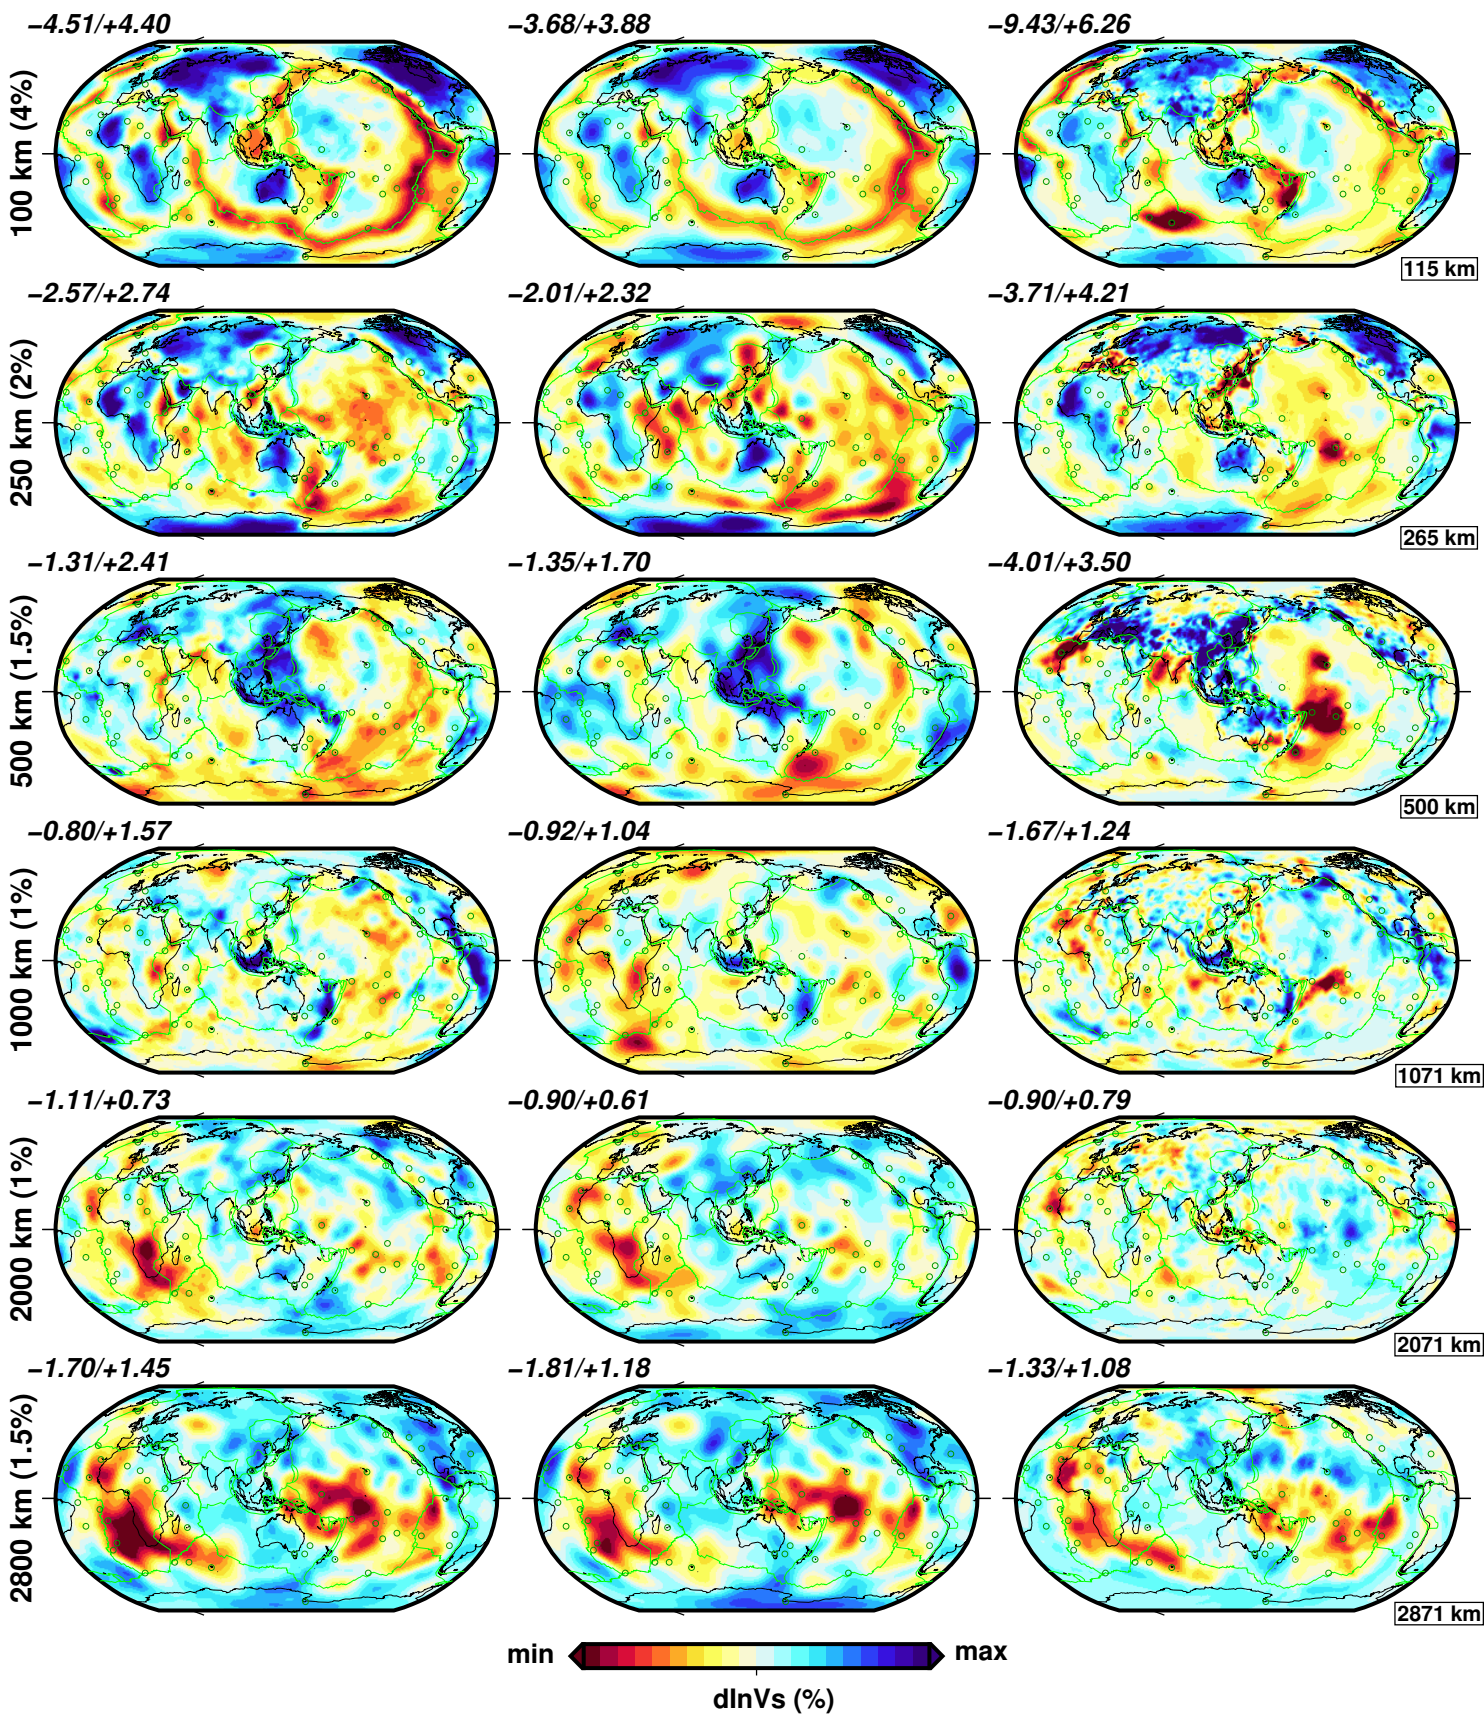 −4.51/+4.40 −3.68/+3.88 −9.43/+6.26
100 km (4%)
115 km
−2.57/+2.74 −2.01/+2.32 −3.71/+4.21
250 km (2%)
265 km
−1.31/+2.41 −1.35/+1.70 −4.01/+3.50
500 km (1.5%)
500 km
−0.80/+1.57 −0.92/+1.04 −1.67/+1.24
1000 km (1%)
1071 km
−1.11/+0.73 −0.90/+0.61 −0.90/+0.79
2000 km (1%)
2071 km
−1.70/+1.45 −1.81/+1.18 −1.33/+1.08
2800 km (1.5%)
2871 km
min max
dlnVs (%)